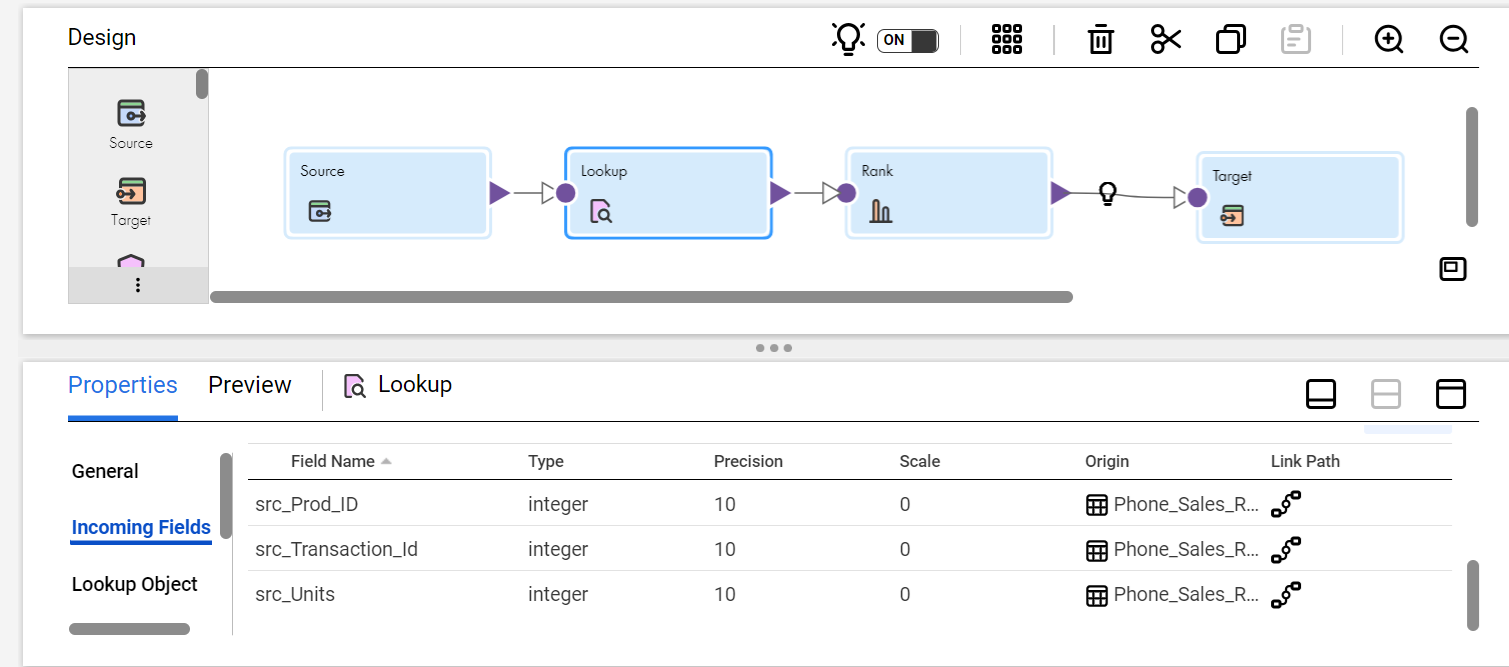 Design
ON
Source
Target
Source
Lookup
Rank
Target
Properties
Preview
Lookup
General
Incoming Fields
Lookup Object
Field Name Type Precision Scale Origin Link Path
src_Prod_ID integer 10 0 Phone_Sales_R...
src_Transaction_Id integer 10 0 Phone_Sales_R...
src_Units integer 10 0 Phone_Sales_R...